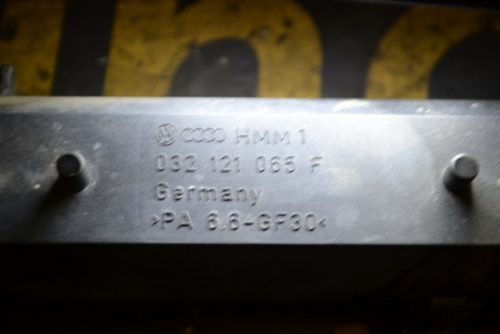 HMM 1
032 121 065 F
Germany
>PA 6.6-GF30<